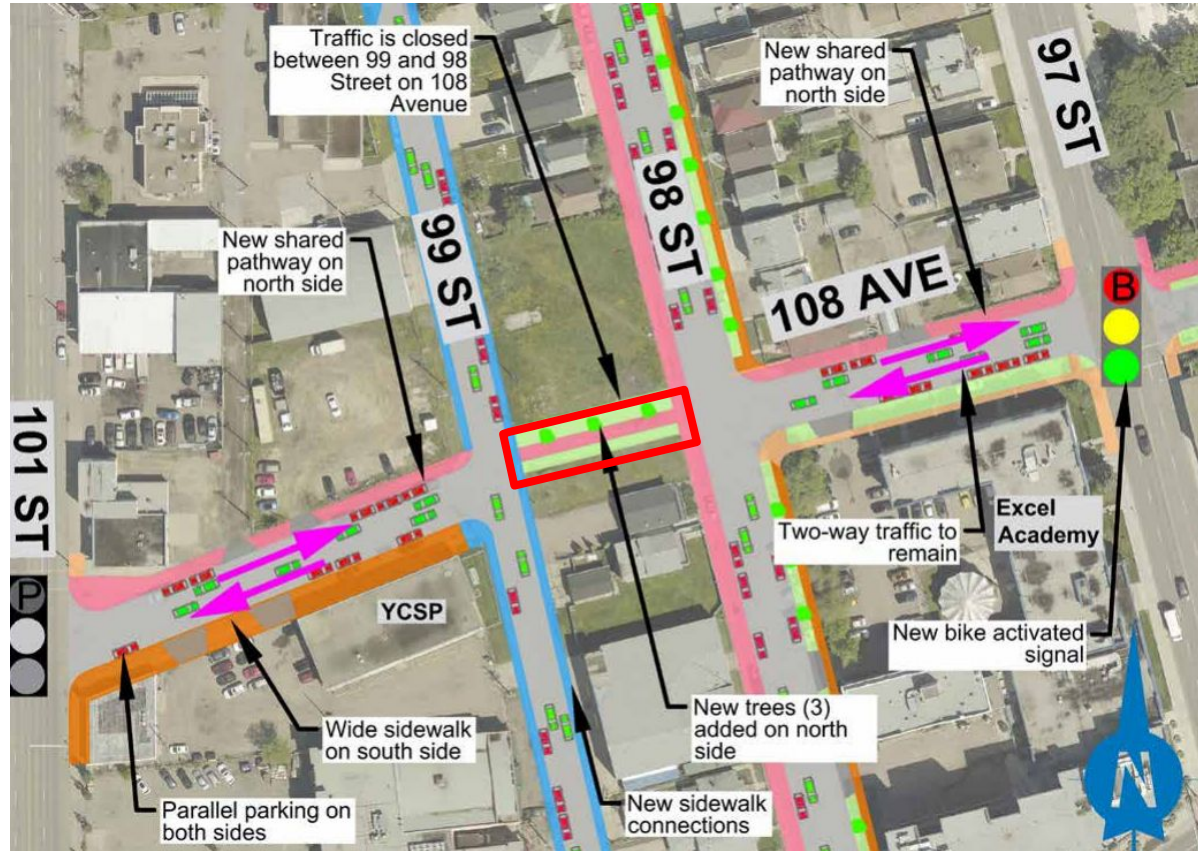 Traffic is closed
between 99 and 98
Street on 108
Avenue
New shared
pathway on
north side
97 ST
98 ST
99 ST
New shared
pathway on
north side
108 AVE
B
101 ST
P
YCSP
Two-way traffic to
remain
Excel
Academy
New bike activated
signal
New trees (3)
added on north
side
Wide sidewalk
on south side
Parallel parking on
both sides
New sidewalk
connections
N